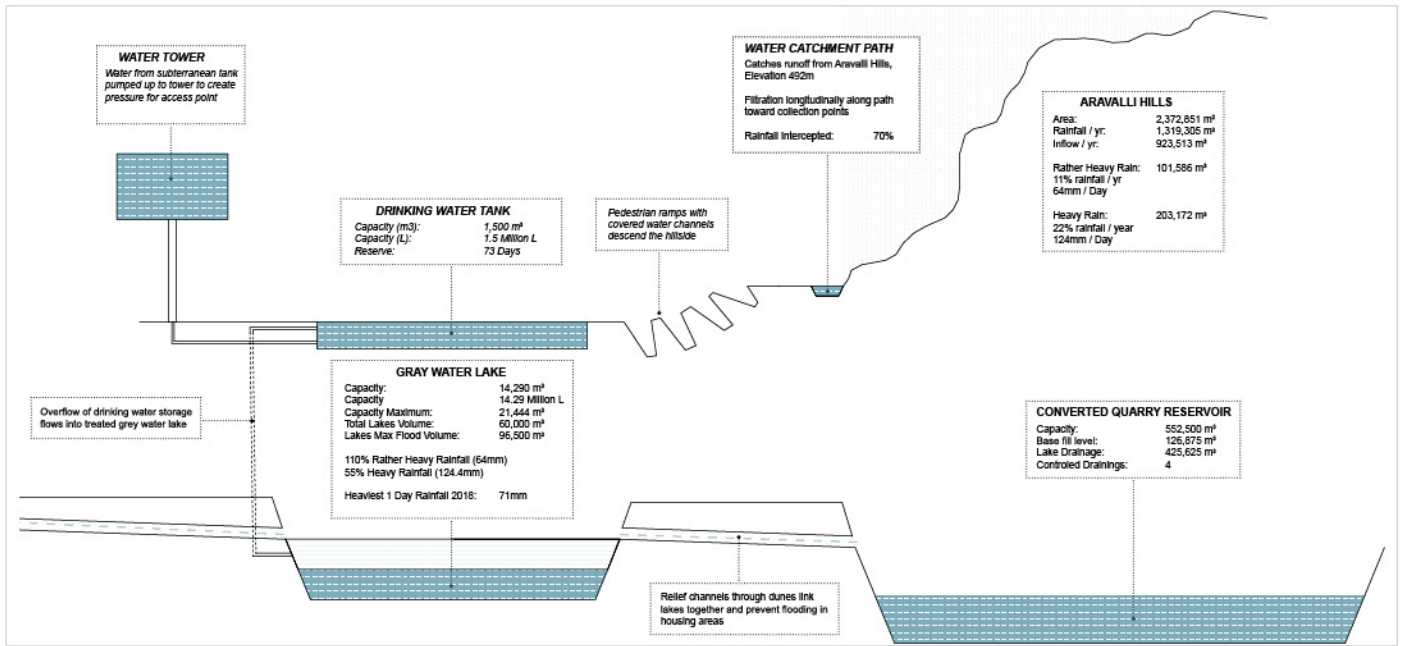 WATER TOWER
Water from subterranean tank
pumped up to tower to create
pressure for access point
WATER CATCHMENT PATH
Catches runoff from Aravalli Hills,
Elevation 492m
Filtration longitudinally along path
toward collection points
Rainfall Intercepted: 70%
ARAVALLI HILLS
Area: 2,372,851 m²
Rainfall / yr: 1,319,305 m³
Inflow / yr: 923,513 m³
Rather Heavy Rain: 101,586 m³
11% rainfall / yr
64mm / Day
Heavy Rain: 203,172 m³
22% rainfall / year
124mm / Day
DRINKING WATER TANK
Capacity (m3): 1,500 m³
Capacity (L): 1.5 Million L
Reserve: 73 Days
Pedestrian ramps with
covered water channels
descend the hillside
GRAY WATER LAKE
Capacity: 14,290 m³
Capacity 14.29 Million L
Capacity Maximum: 21,444 m³
Total Lakes Volume: 60,000 m³
Lakes Max Flood Volume: 96,500 m³
110% Rather Heavy Rainfall (64mm)
55% Heavy Rainfall (124.4mm)
Heaviest 1 Day Rainfall 2018: 71mm
Overflow of drinking water storage
flows into treated grey water lake
CONVERTED QUARRY RESERVOIR
Capacity: 552,500 m³
Base fill level: 126,875 m³
Lake Drainage: 425,625 m³
Controled Drainings: 4
Relief channels through dunes link
lakes together and prevent flooding in
housing areas